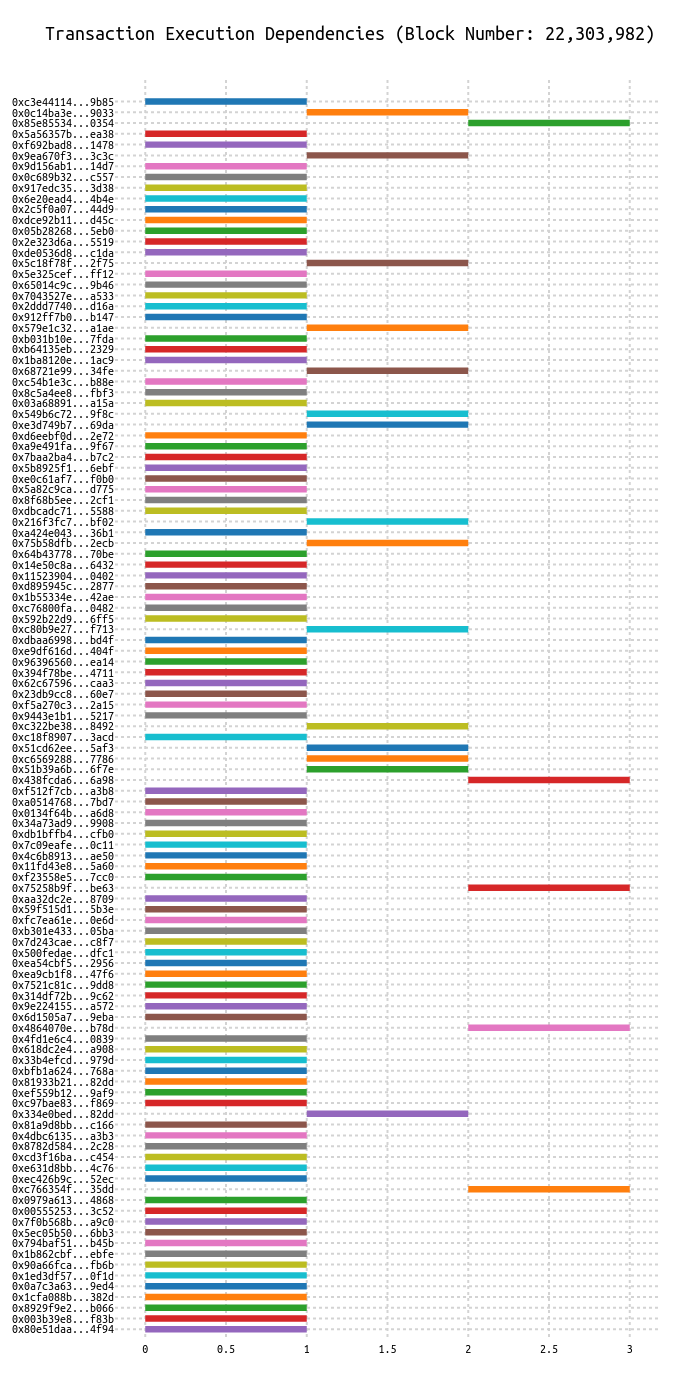 Transaction Execution Dependencies (Block Number: 22,303,982)
0xc3e44114...9b85
0x0c14ba3e...9033
0x85e85534...0354
0x5a56357b...ea38
0xf692bad8...1478
0x9ea670f3...3c3c
0x9d156ab1...14d7
0x0c689b32...c557
0x917edc35...3d38
0x6e20ead4...4b4e
0x2c5f0a07...44d9
0xdce92b11...d45c
0x05b28268...5eb0
0x2e323d6a...5519
0xde0536d8...c1da
0x5c18f78f...2f75
0x5e325cef...ff12
0x65014c9c...9b46
0x7043527e...a533
0x2ddd7740...d16a
0x912ff7b0...b147
0x579e1c32...a1ae
0xb031b10e...7fda
0xb64135eb...2329
0x1ba8120e...1ac9
0x68721e99...34fe
0xc54b1e3c...b88e
0x8c5a4ee8...fbf3
0x03a68891...a15a
0x549b6c72...9f8c
0xe3d749b7...69da
0xd6eebf0d...2e72
0xa9e491fa...9f67
0x7baa2ba4...b7c2
0x5b8925f1...6ebf
0xe0c61af7...f0b0
0x5a82c9ca...d775
0x8f68b5ee...2cf1
0xdbcadc71...5588
0x216f3fc7...bf02
0xa424e043...36b1
0x75b58dfb...2ecb
0x64b43778...70be
0x14e50c8a...6432
0x11523904...0402
0xd895945c...2877
0x1b55334e...42ae
0xc76800fa...0482
0x592b22d9...6ff5
0xc80b9e27...f713
0xdbaa6998...bd4f
0xe9df616d...404f
0x96396560...ea14
0x394f78be...4711
0x62c67596...caa3
0x23db9cc8...60e7
0xf5a270c3...2a15
0x9443e1b1...5217
0xc322be38...8492
0xc18f8907...3acd
0x51cd62ee...5af3
0xc6569288...7786
0x51b39a6b...6f7e
0x438fcda6...6a98
0xf512f7cb...a3b8
0xa0514768...7bd7
0x0134f64b...a6d8
0x34a73ad9...9908
0xdb1bffb4...cfb0
0x7c09eafe...0c11
0x4c6b8913...ae50
0x11fd43e8...5a60
0xf23558e5...7cc0
0x75258b9f...be63
0xaa32dc2e...8709
0x59f515d1...5b3e
0xfc7ea61e...0e6d
0xb301e433...05ba
0x7d243cae...c8f7
0x500fedae...dfc1
0xea54cbf5...2956
0xea9cb1f8...47f6
0x7521c81c...9dd8
0x314df72b...9c62
0x9e224155...a572
0x6d1505a7...9eba
0x4864070e...b78d
0x4fd1e6c4...0839
0x618dc2e4...a908
0x33b4efcd...979d
0xbfb1a624...768a
0x81933b21...82dd
0xef559b12...9af9
0xc97bae83...f869
0x334e0bed...82dd
0x81a9d8bb...c166
0x4dbc6135...a3b3
0x8782d584...2c28
0xcd3f16ba...c454
0xe631d8bb...4c76
0xec426b9c...52ec
0xc766354f...35dd
0x0979a613...4868
0x00555253...3c52
0x7f0b568b...a9c0
0x5ec05b50...6bb3
0x794baf51...b45b
0x1b862cbf...ebfe
0x90a66fca...fb6b
0x1ed3df57...0f1d
0x0a7c3a63...9ed4
0x1cfa088b...382d
0x8929f9e2...b066
0x003b39e8...f83b
0x80e51daa...4f94
0 0.5 1 1.5 2 2.5 3